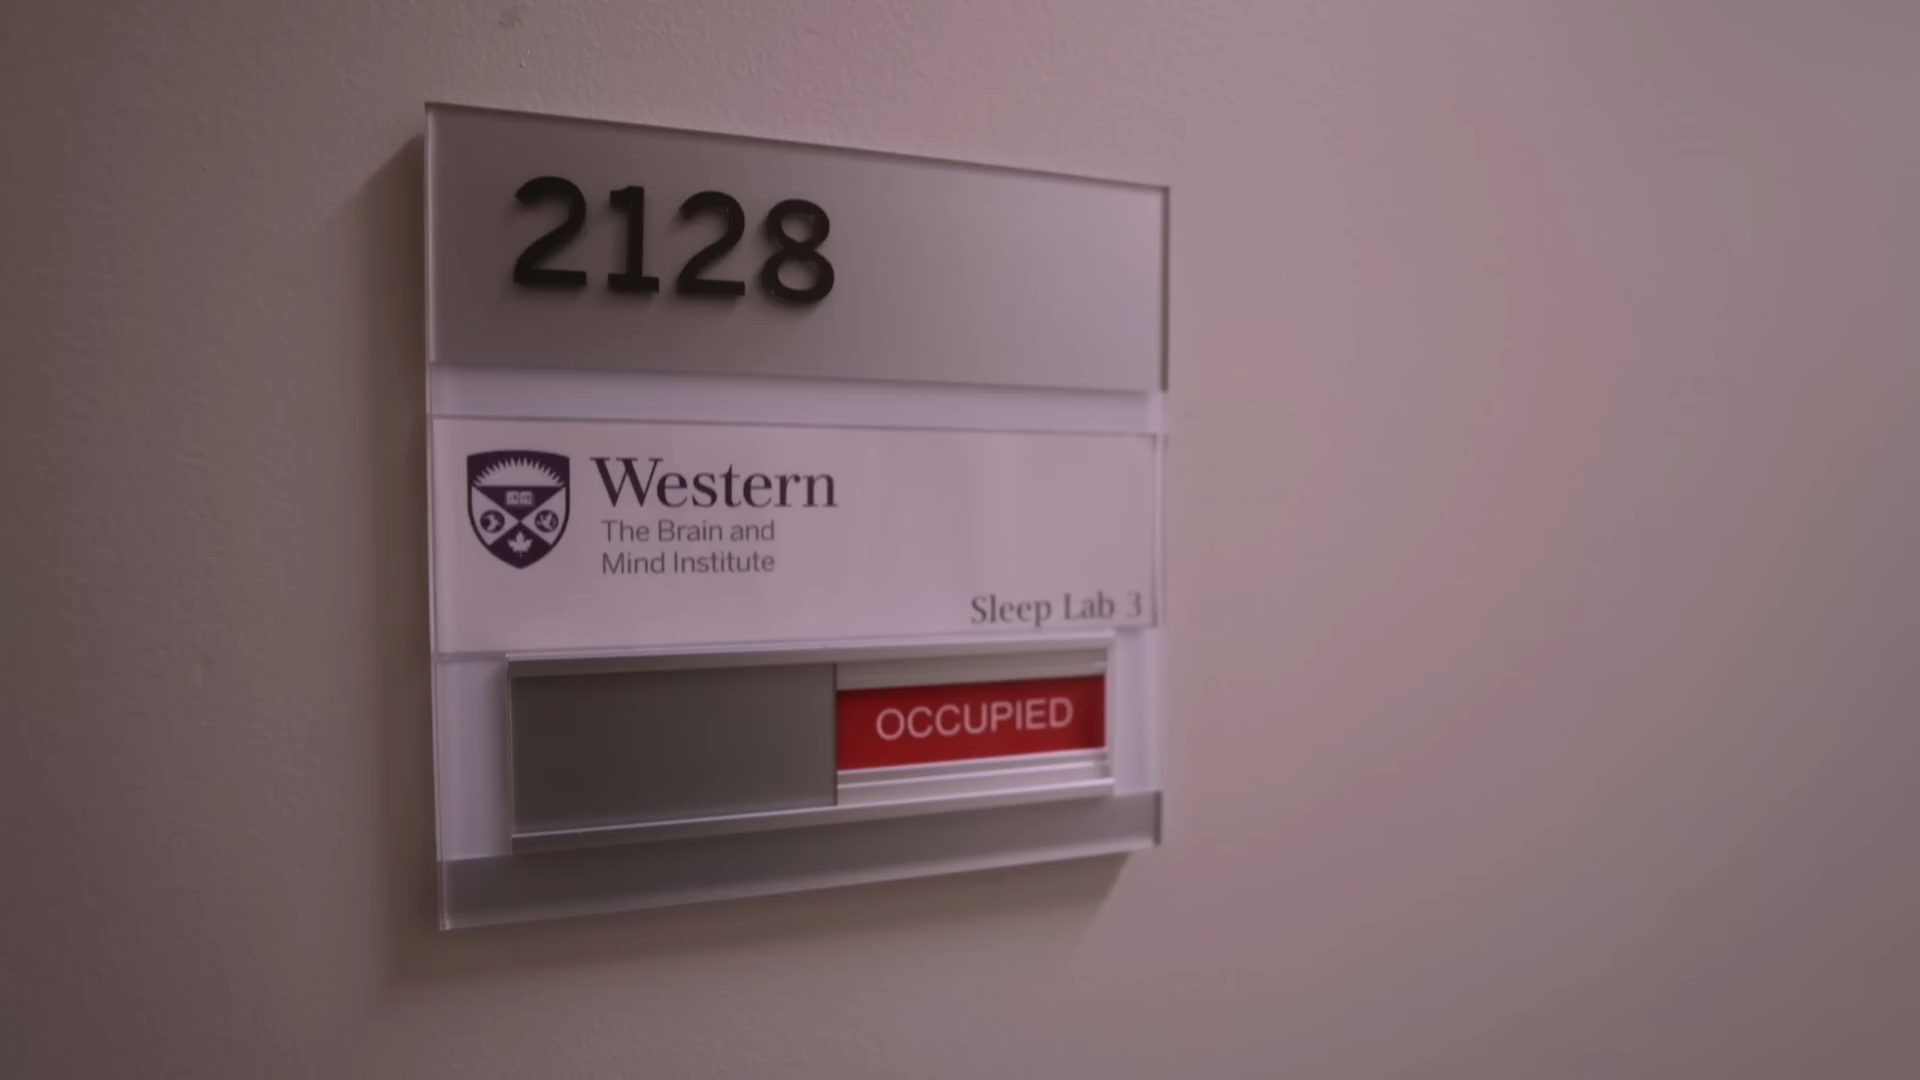 2128
Western
The Brain and
Mind Institute
Sleep Lab 3
OCCUPIED